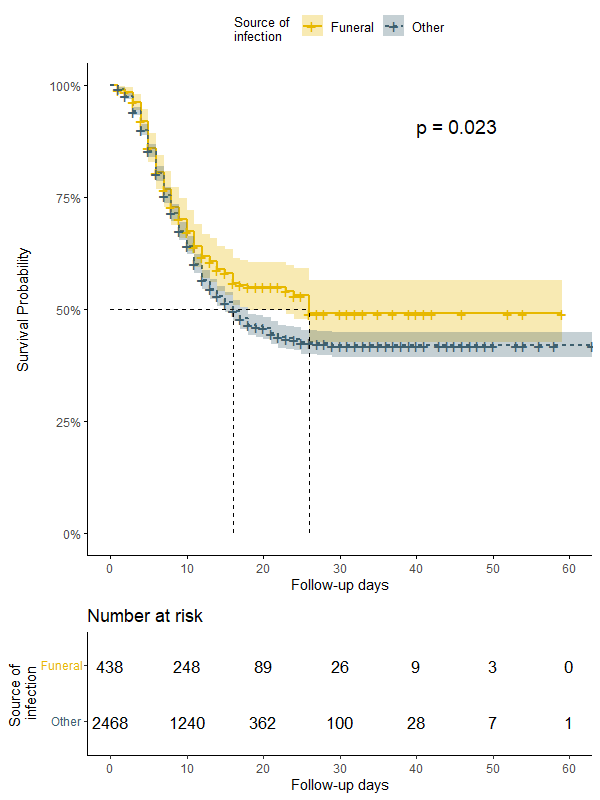 Source of
infection
Funeral
Other
100%
75%
50%
25%
0%
Survival Probability
p = 0.023
0 10 20 30 40 50 60
Follow-up days
Number at risk
Source of
infection
Funeral 438 248 89 26 9 3 0
Other 2468 1240 362 100 28 7 1
0 10 20 30 40 50 60
Follow-up days